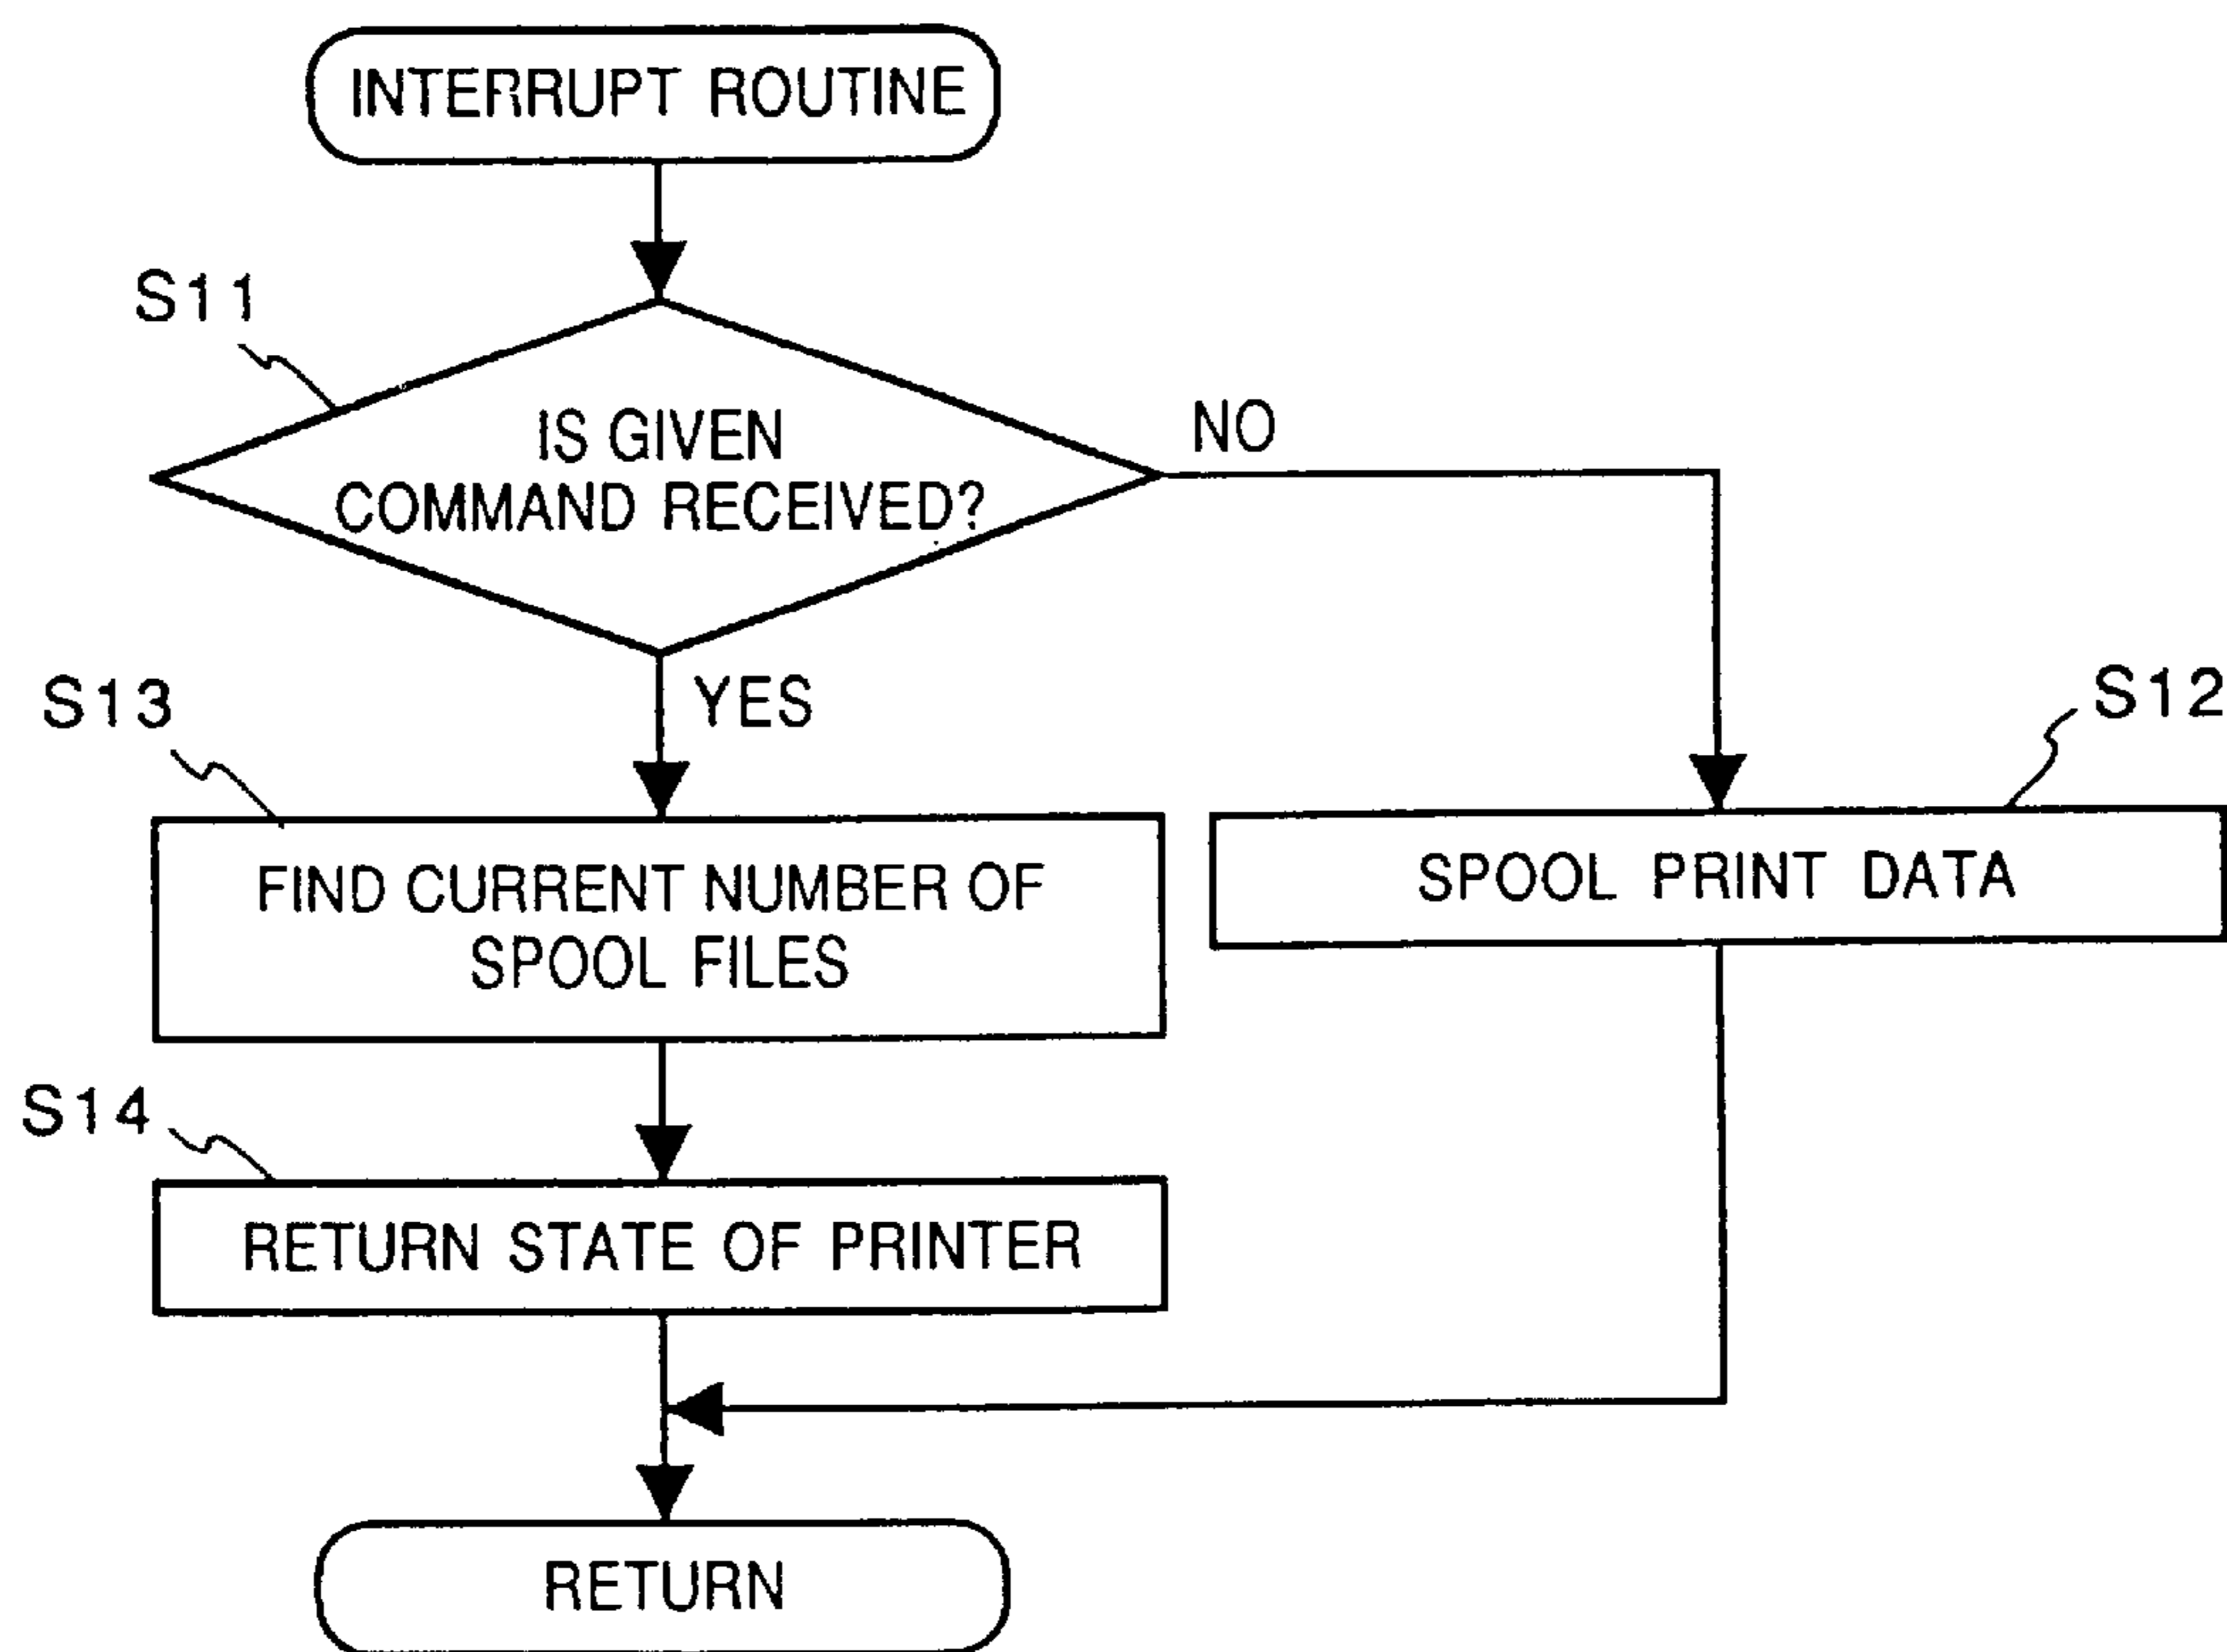 INTERRUPT ROUTINE
S11
IS GIVEN
COMMAND RECEIVED?
NO
YES
S13
S12
FIND CURRENT NUMBER OF
SPOOL FILES
SPOOL PRINT DATA
S14
RETURN STATE OF PRINTER
RETURN